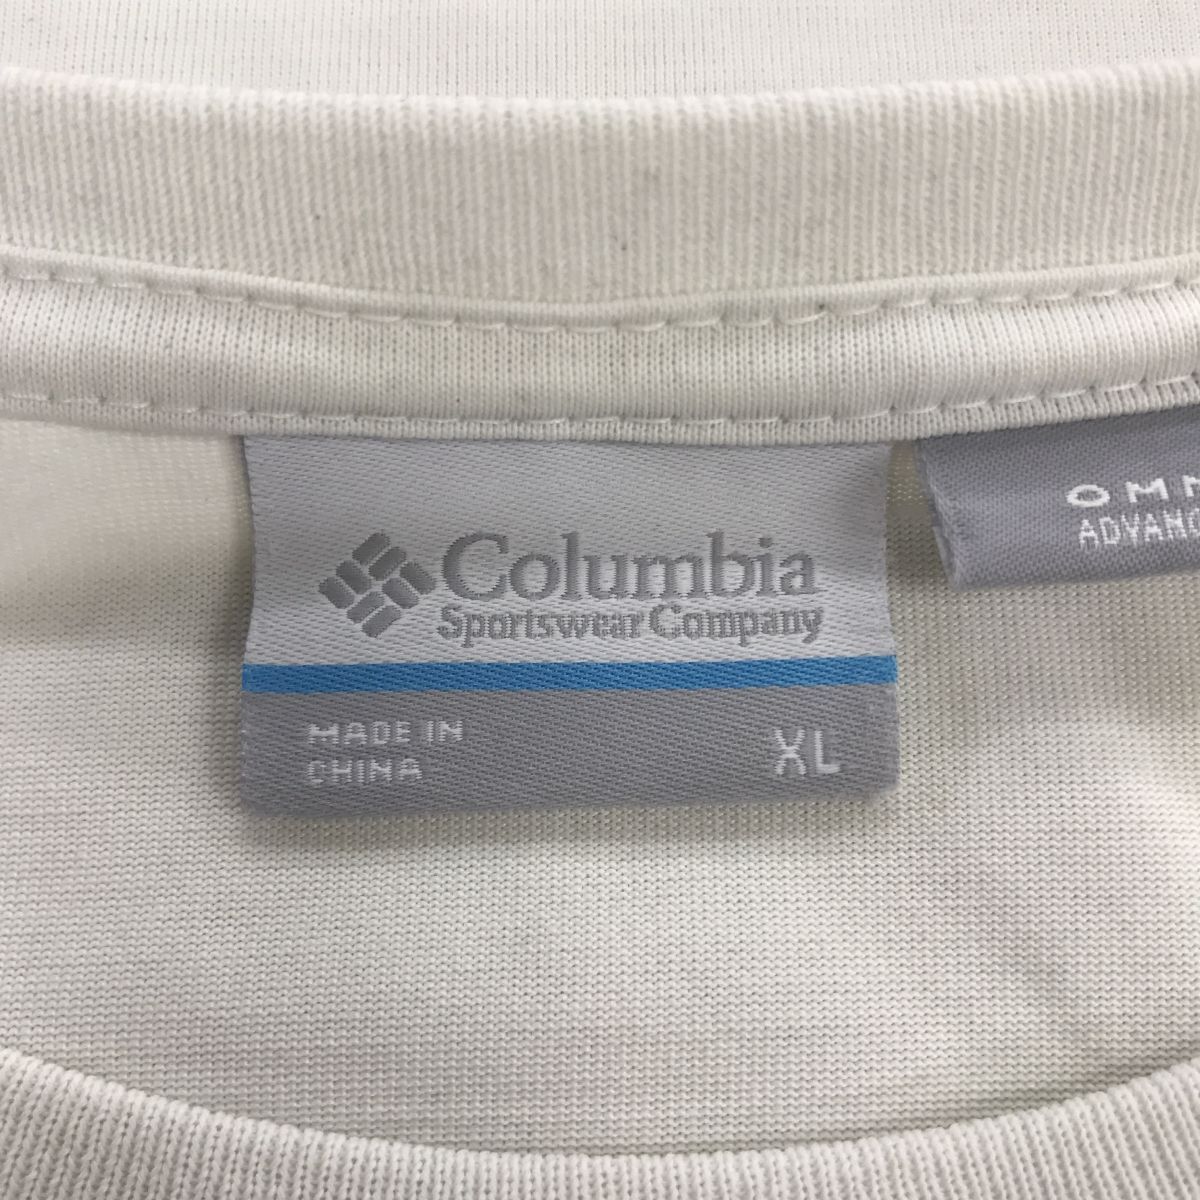 Columbia
Sportswear Company
MADE IN
CHINA
XL